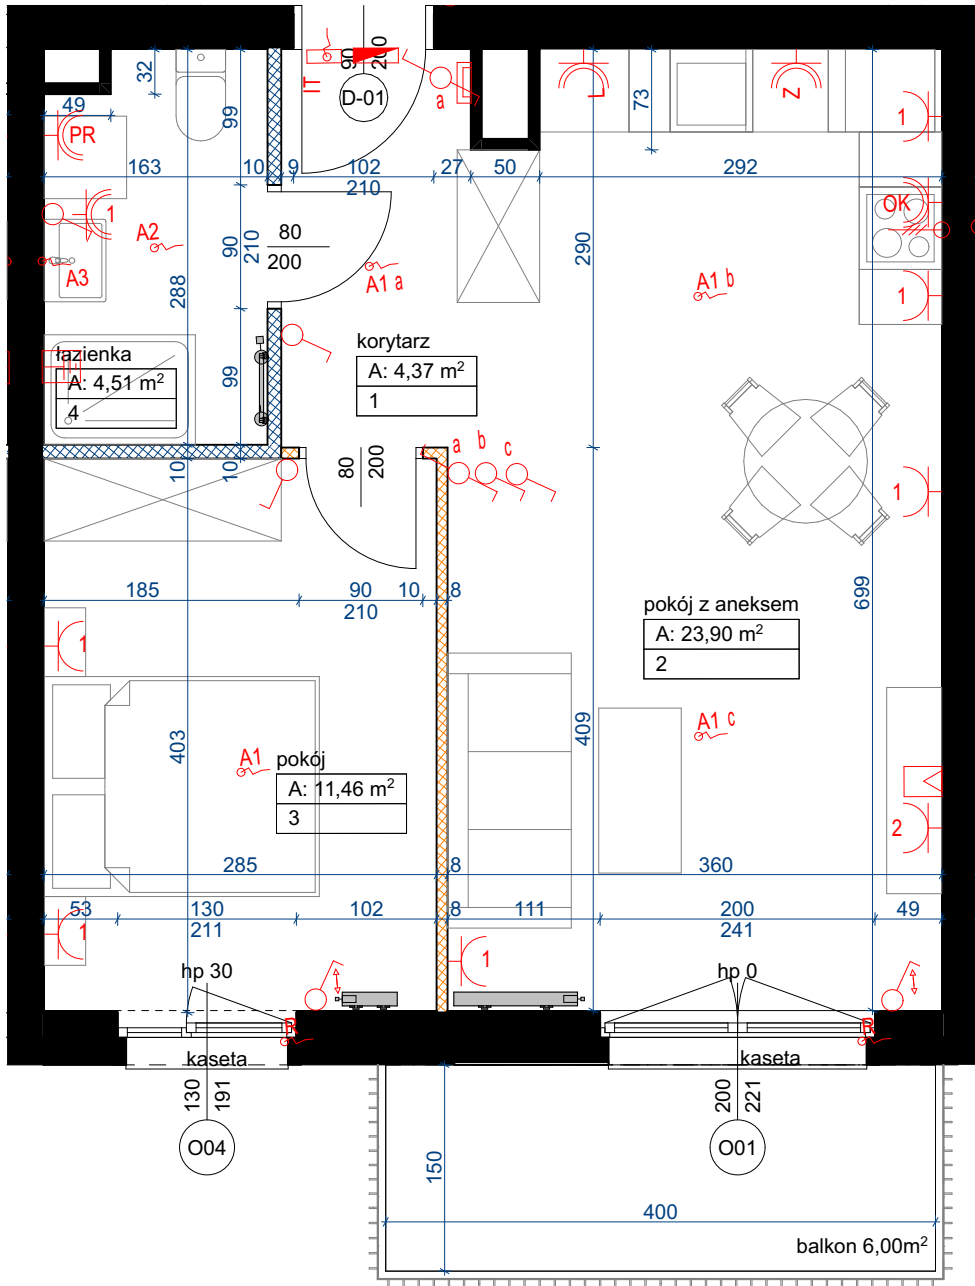 90
200
IT
D-01
a
32
49
PR
99
73
L
Z
1
163
10
9
102
210
27
50
292
1
OK
A2
90
210
80
200
290
A3
288
A1 a
A1 b
1
łazienka
A: 4,51 m²
4
99
korytarz
A: 4,37 m²
1
10
10
80
200
a
b
c
1
185
90
210
10
8
699
pokój z aneksem
A: 23,90 m²
2
1
403
409
A1 c
A1
pokój
A: 11,46 m²
3
2
285
8
360
53
130
211
102
8
111
200
241
49
1
1
hp 30
hp 0
R
R
kaseta
kaseta
130
191
200
221
O04
O01
150
400
balkon 6,00m²